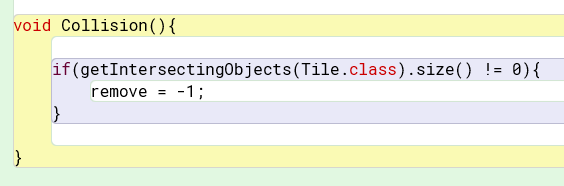 void Collision(){
if(getIntersectingObjects(Tile.class).size() != 0){
remove = -1;
}
}